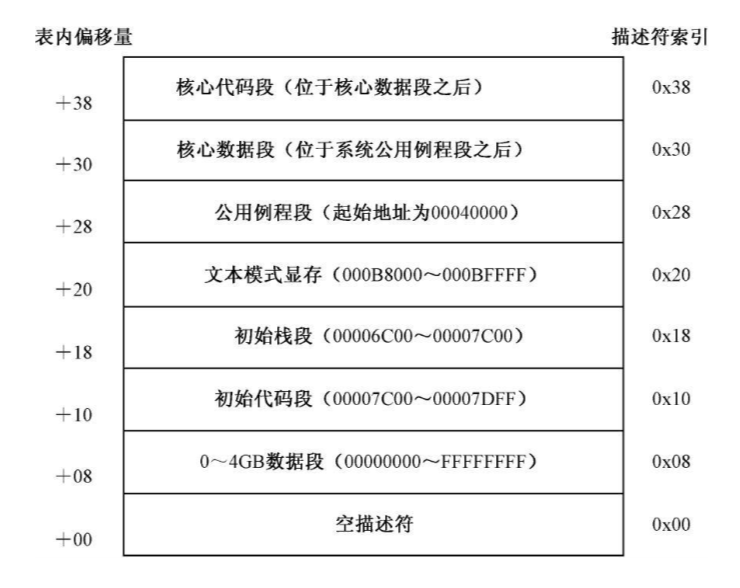 表内偏移量 描述符索引
+38 核心代码段（位于核心数据段之后） 0x38
+30 核心数据段（位于系统公用例程段之后） 0x30
+28 公用例程段（起始地址为00040000） 0x28
+20 文本模式显存（000B8000～000BFFFF） 0x20
+18 初始栈段（00006C00～00007C00） 0x18
+10 初始代码段（00007C00～00007DFF） 0x10
+08 0～4GB数据段（00000000～FFFFFFFF） 0x08
+00 空描述符 0x00